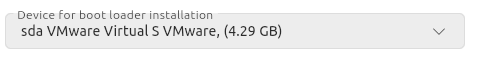 Device for boot loader installation
sda VMware Virtual S VMware, (4.29 GB)